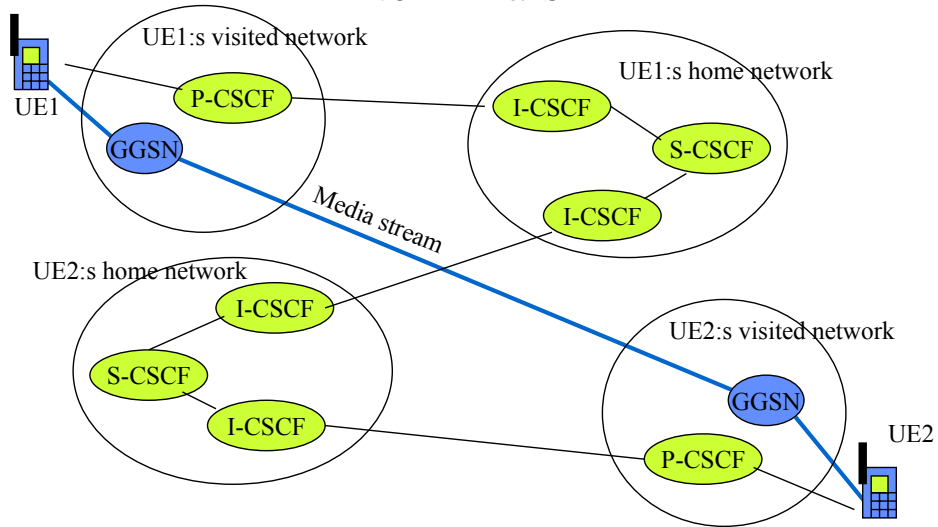 UE1:s visited network
UE1:s home network
P-CSCF
I-CSCF
UE1
GGSN
S-CSCF
Media stream
I-CSCF
UE2:s home network
I-CSCF
UE2:s visited network
S-CSCF
GGSN
I-CSCF
UE2
P-CSCF